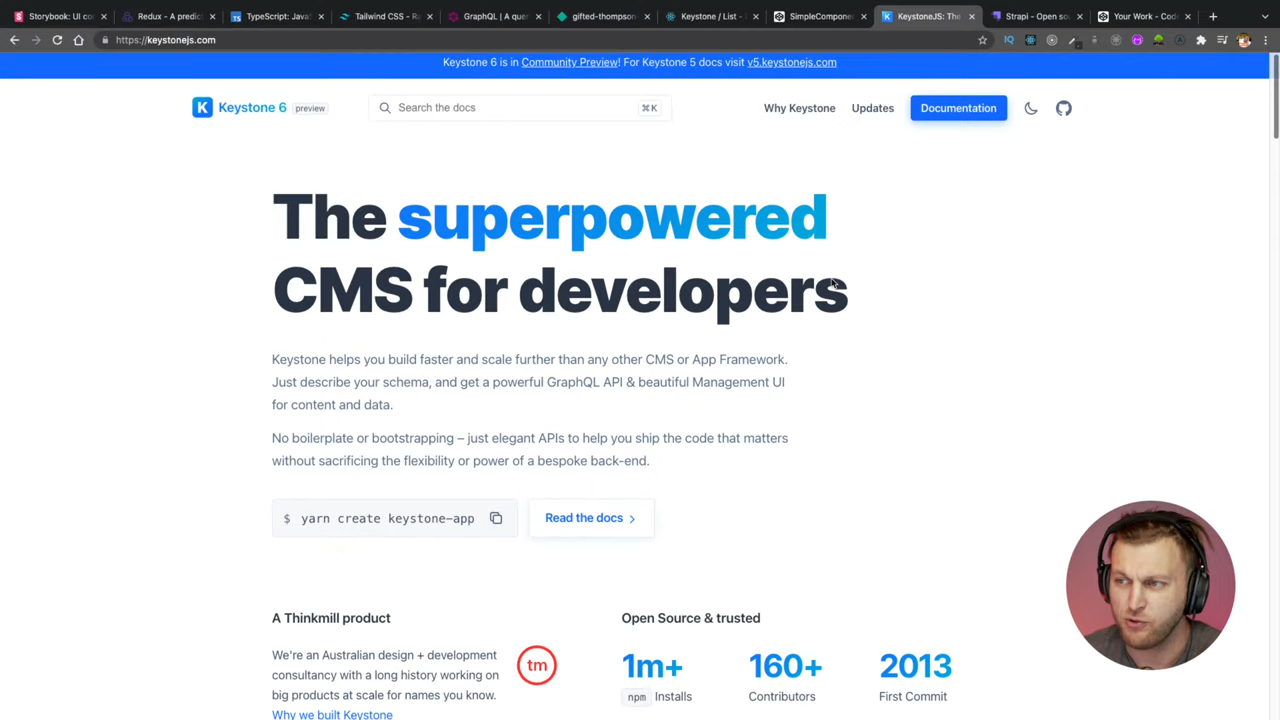 Storybook: UI co
Redux - A predic
TypeScript: Java
Tailwind CSS - Ra
GraphQL | A que
gifted-thompson
Keystone / List -
SimpleCompone
KeystoneJS: The
Strapi - Open so
Your Work - Cod
https://keystonejs.com
Keystone 6 is in Community Preview! For Keystone 5 docs visit v5.keystonejs.com
Keystone 6 preview
Search the docs
⌘K
Why Keystone
Updates
Documentation
The superpowered
CMS for developers
Keystone helps you build faster and scale further than any other CMS or App Framework.
Just describe your schema, and get a powerful GraphQL API & beautiful Management UI
for content and data.
No boilerplate or bootstrapping – just elegant APIs to help you ship the code that matters
without sacrificing the flexibility or power of a bespoke back-end.
$ yarn create keystone-app
Read the docs
A Thinkmill product
We're an Australian design + development
consultancy with a long history working on
big products at scale for names you know.
Why we built Keystone
tm
Open Source & trusted
1m+
npm Installs
160+
Contributors
2013
First Commit